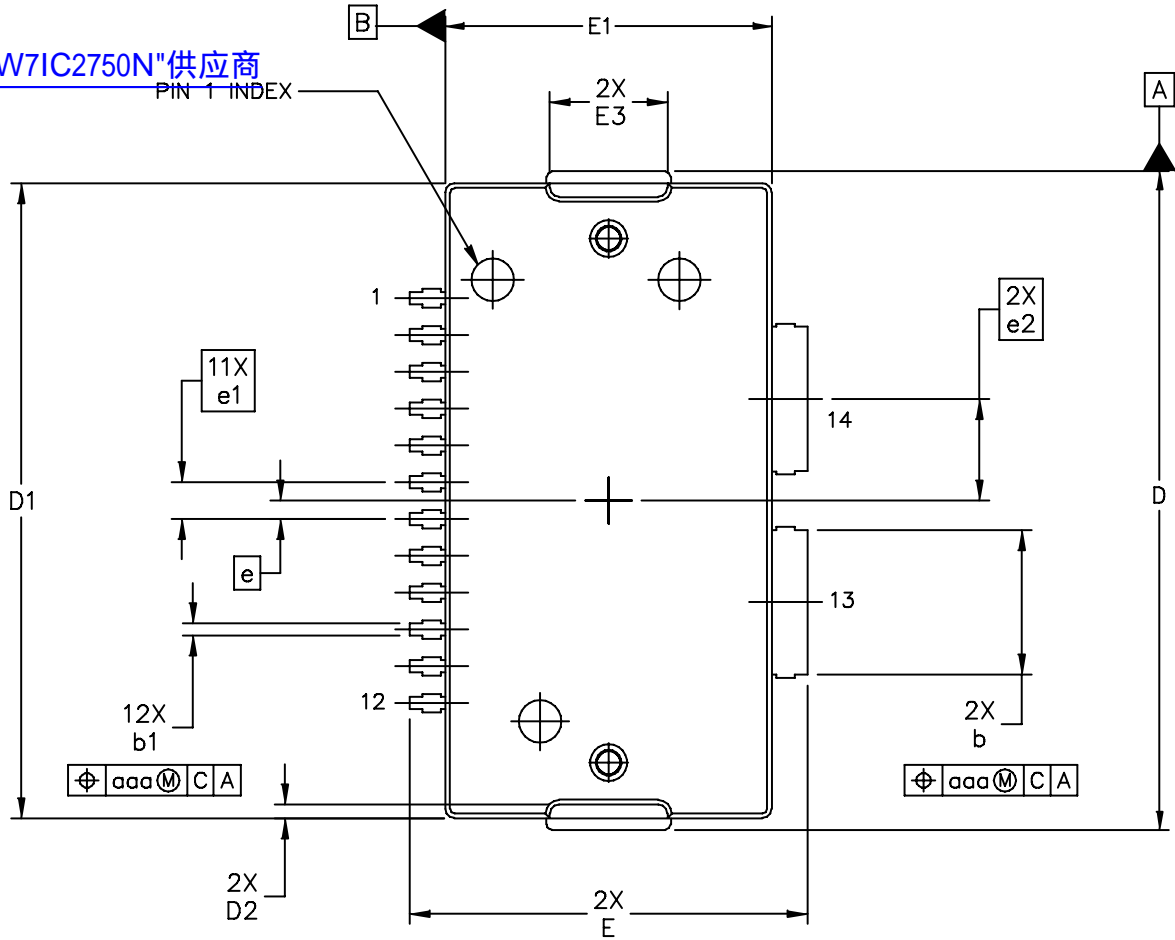 B
E1
W7IC2750N"供应商
PIN 1 INDEX
2X
E3
A
1
2X
e2
11X
e1
14
D1
D
e
13
12
12X
b1
2X
b
⌖ aaa Ⓜ C A
⌖ aaa Ⓜ C A
2X
D2
2X
E